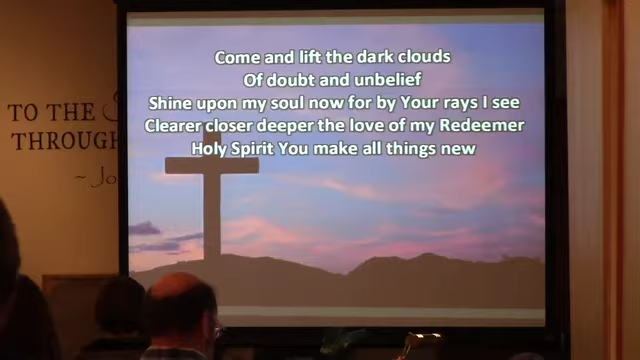 Come and lift the dark clouds
Of doubt and unbelief
Shine upon my soul now for by Your rays I see
Clearer closer deeper the love of my Redeemer
Holy Spirit You make all things new
TO THE
THROUGH
~Jo